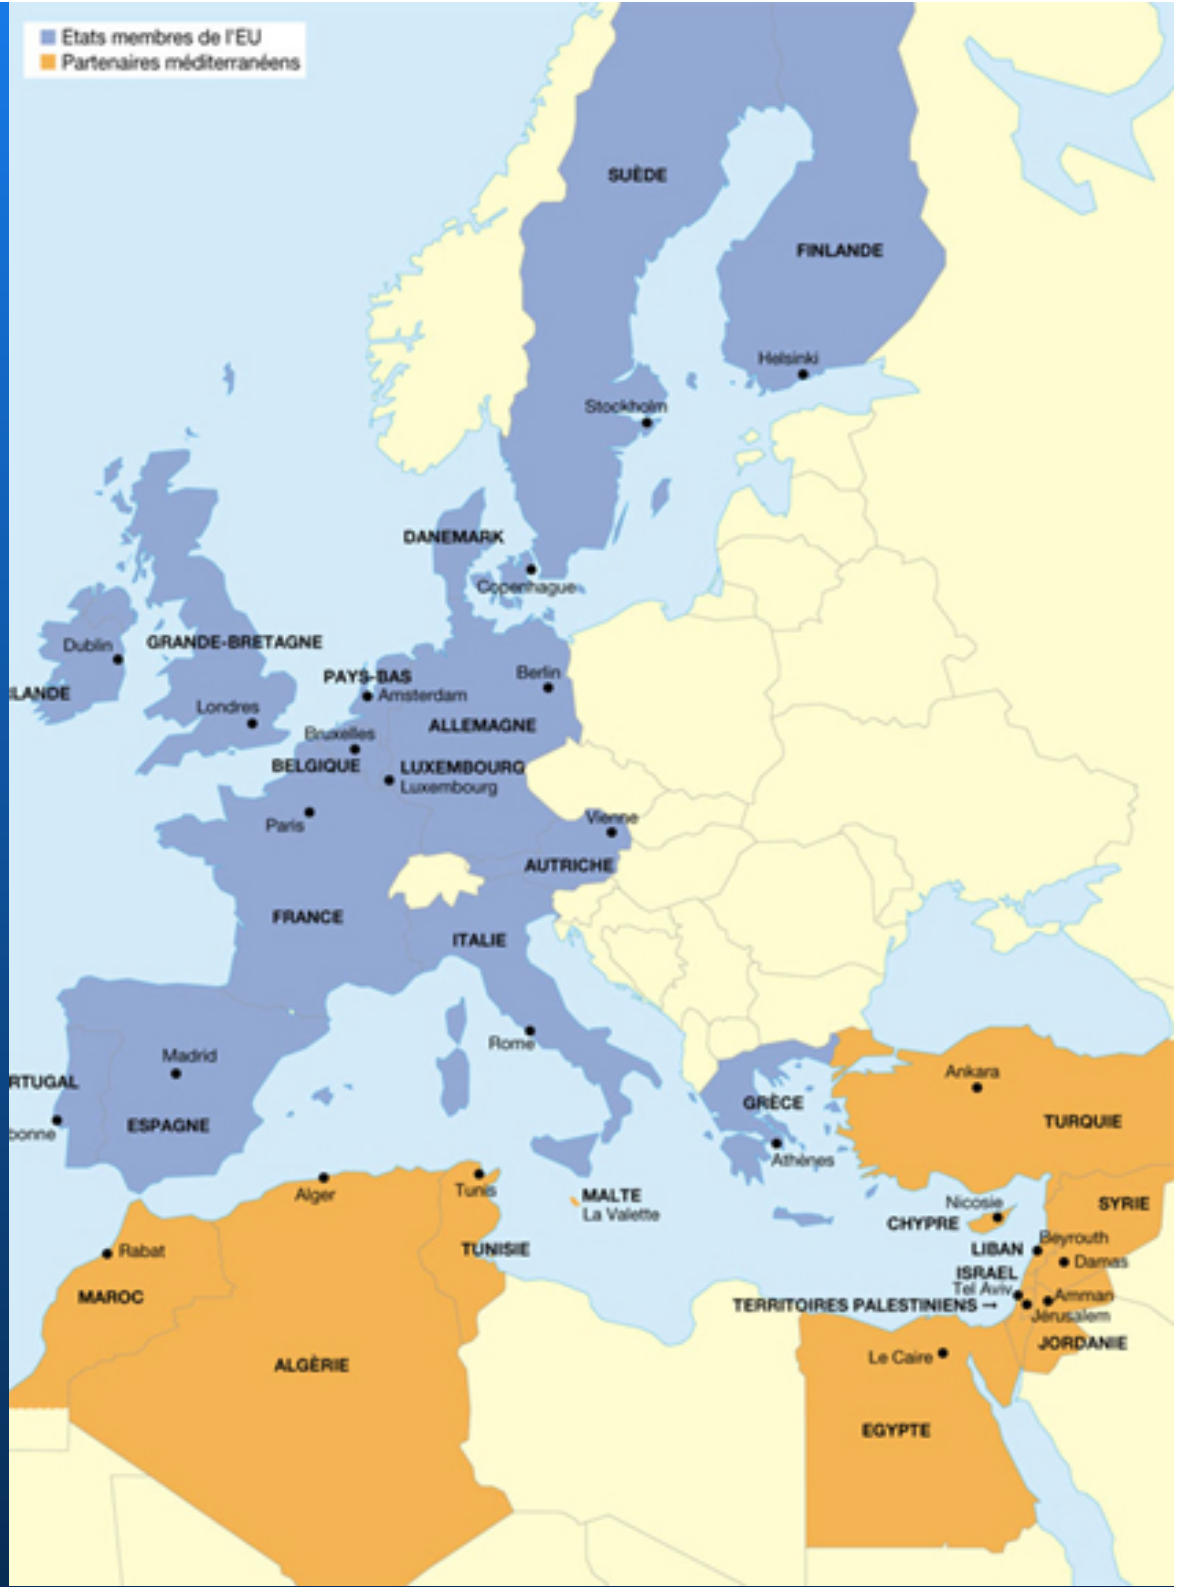 Etats membres de l'EU
Partenaires méditerranéens
SUÈDE
FINLANDE
Helsinki
Stockholm
DANEMARK
Copenhague
Dublin
GRANDE-BRETAGNE
PAYS-BAS
Berlin
RLANDE
Amsterdam
Londres
ALLEMAGNE
Bruxelles
BELGIQUE
LUXEMBOURG
Luxembourg
Paris
Vienne
AUTRICHE
FRANCE
ITALIE
Rome
Madrid
Ankara
RTUGAL
GRÈCE
ESPAGNE
TURQUIE
bonne
Athènes
Alger
Tunis
MALTE
La Valette
Nicosie
SYRIE
CHYPRE
Beyrouth
Rabat
TUNISIE
LIBAN
Damas
ISRAEL
Tel Aviv
MAROC
Amman
TERRITOIRES PALESTINIENS →
Jérusalem
JORDANIE
Le Caire
ALGÈRIE
EGYPTE